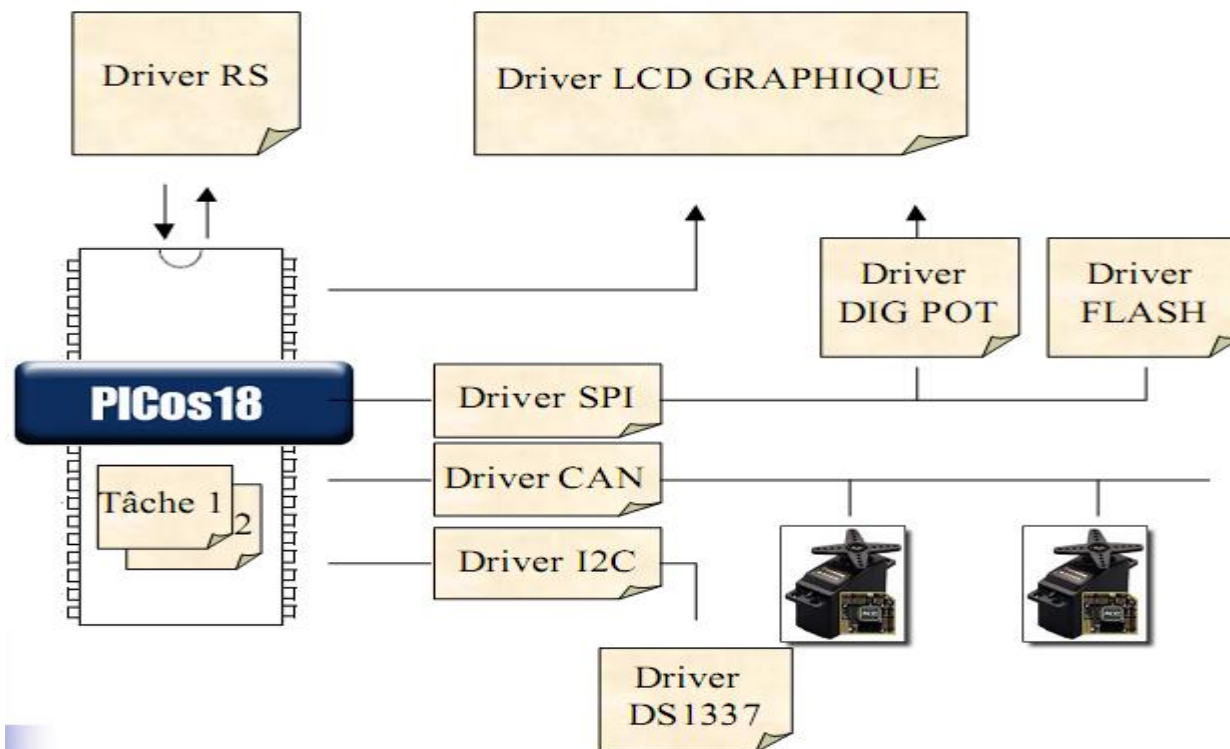 Driver RS
Driver LCD GRAPHIQUE
Driver
DIG POT
Driver
FLASH
PICos18
Driver SPI
Driver CAN
Tâche 1
2
Driver I2C
Driver
DS1337